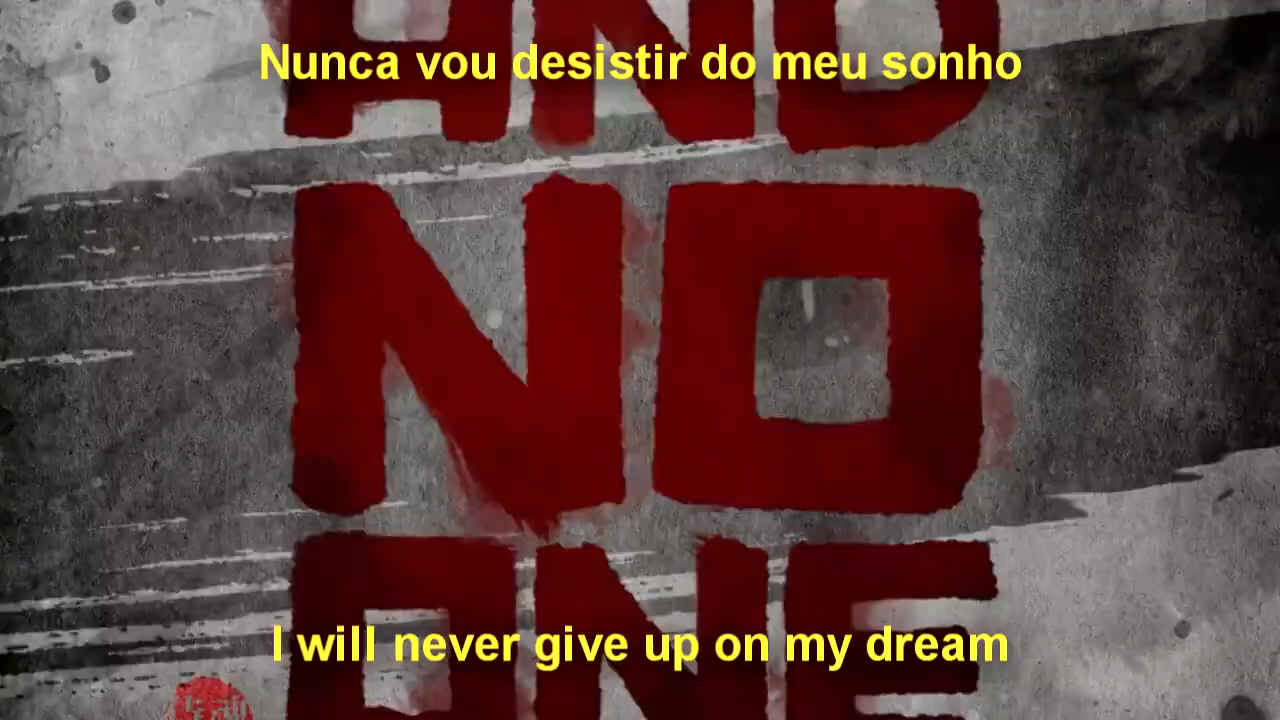 Nunca vou desistir do meu sonho
AND
NO
ONE
I will never give up on my dream